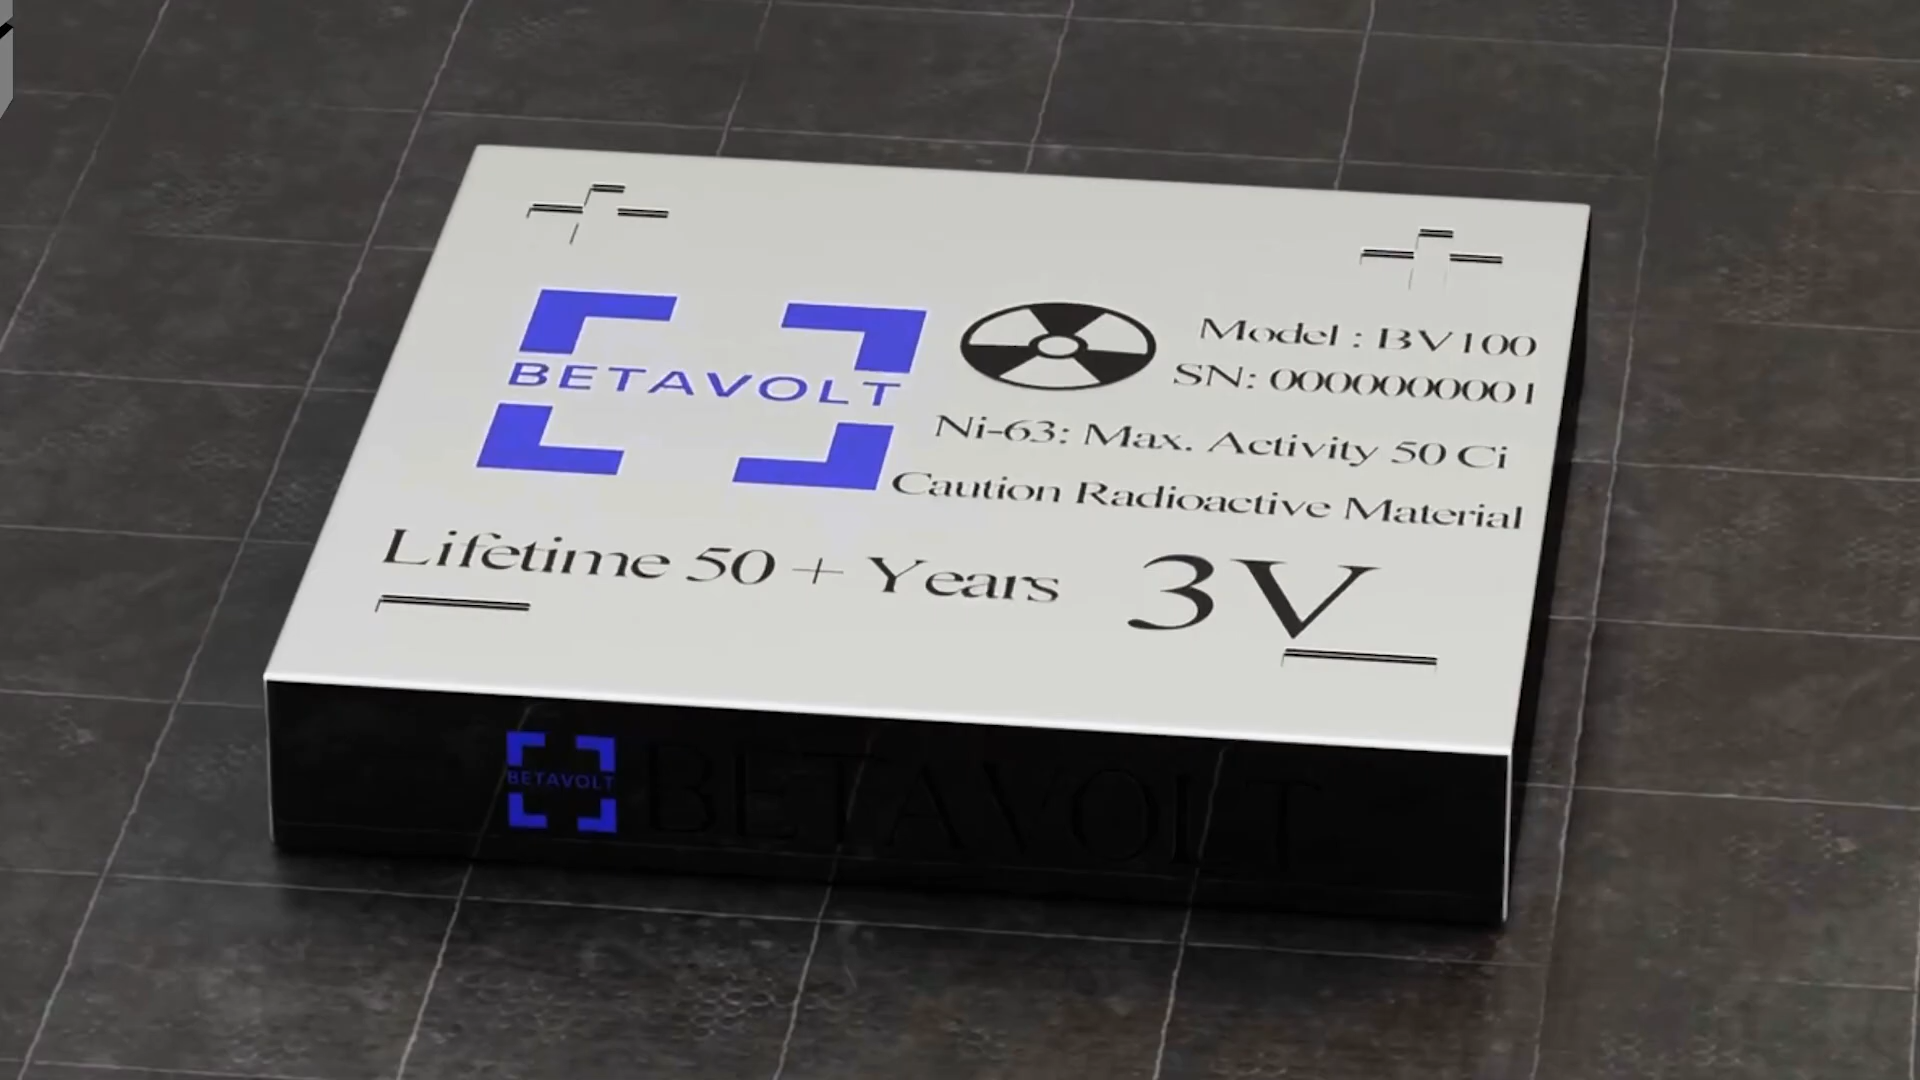 BETAVOLT
Model : BV100
SN: 0000000001
Ni-63: Max. Activity 50 Ci
Caution Radioactive Material
Lifetime 50 + Years
3V
BETAVOLT
BETAVOLT